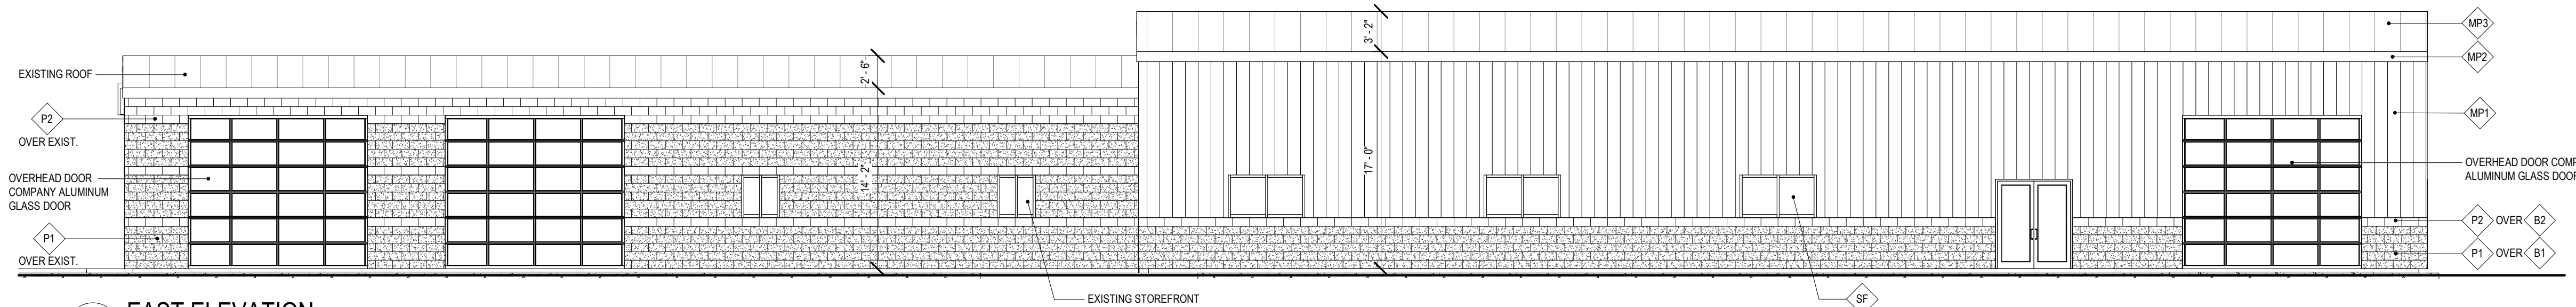 MP3
3' - 2"
MP2
EXISTING ROOF
2' - 6"
P2
OVER EXIST.
MP1
OVERHEAD DOOR
COMPANY ALUMINUM
GLASS DOOR
14' - 2"
17' - 0"
OVERHEAD DOOR
ALUMINUM GLASS
P2 OVER B2
P1
OVER EXIST.
P1 OVER B1
EXISTING STOREFRONT
SF
EAST ELEVATION